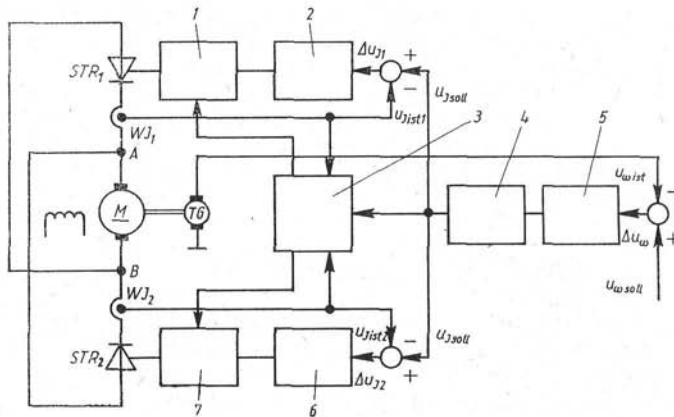 1
2
Δu_J1
+
−
STR₁
u_Jsoll
u_Jist1
3
4
5
WJ₁
A
u_ωist
−
M
TG
Δu_ω
+
B
WJ₂
u_ωsoll
−
u_Jist2
u_Jsoll
STR₂
Δu_J2
+
7
6